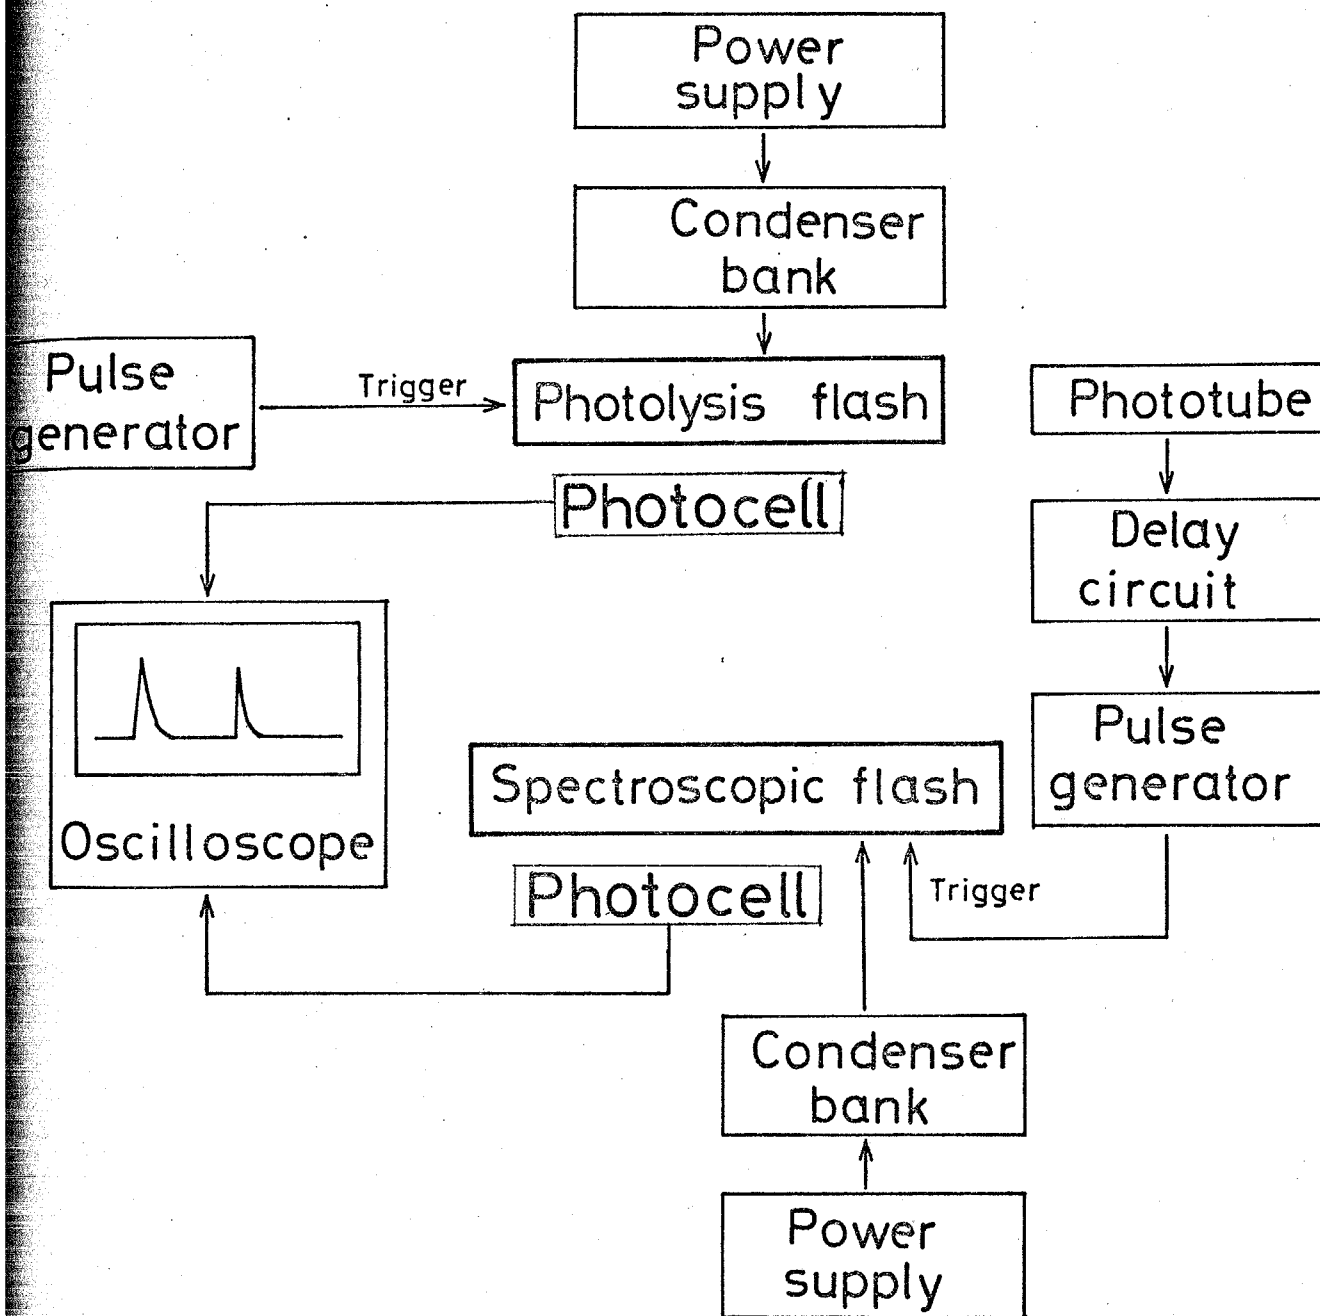 Power
supply
Condenser
bank
Pulse
generator
Trigger
Photolysis flash
Phototube
Photocell
Delay
circuit
Oscilloscope
Pulse
generator
Spectroscopic flash
Photocell
Trigger
Condenser
bank
Power
supply